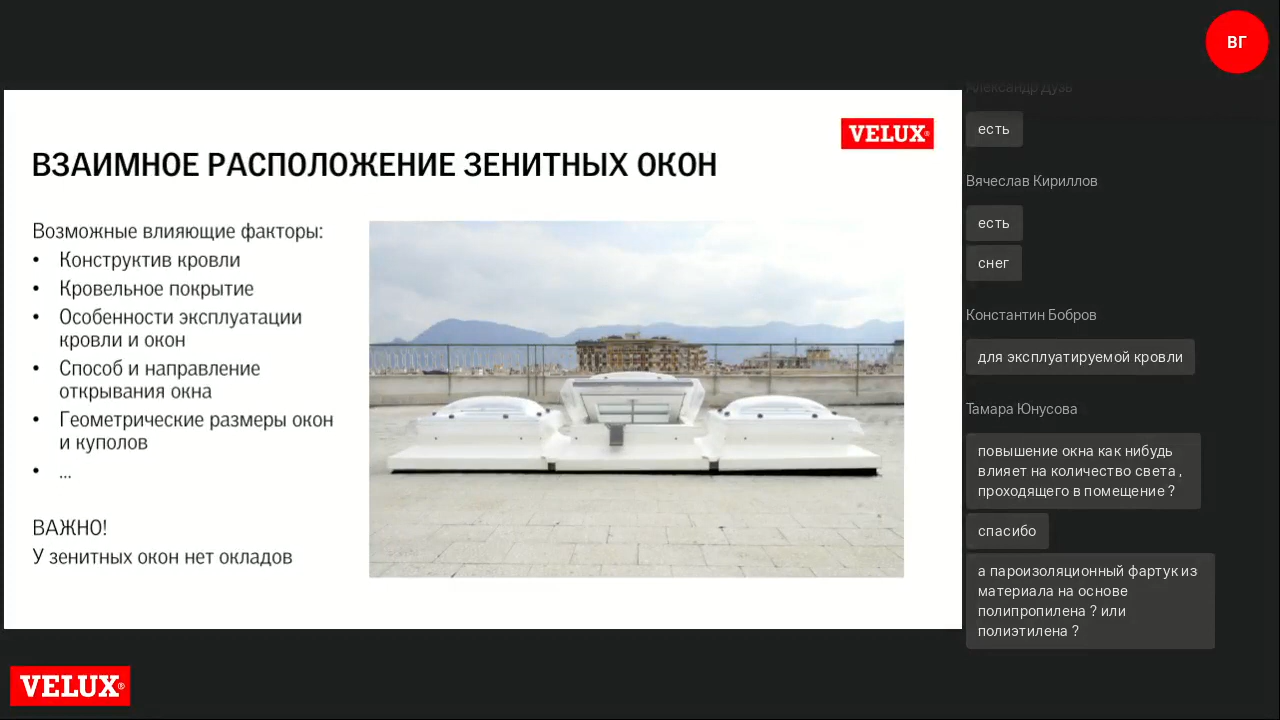 ВГ
VELUX®
ВЗАИМНОЕ РАСПОЛОЖЕНИЕ ЗЕНИТНЫХ ОКОН
Возможные влияющие факторы:
• Конструктив кровли
• Кровельное покрытие
• Особенности эксплуатации
кровли и окон
• Способ и направление
открывания окна
• Геометрические размеры окон
и куполов
• ...
ВАЖНО!
У зенитных окон нет окладов
VELUX®
Александр Дузь
есть
Вячеслав Кириллов
есть
снег
Константин Бобров
для эксплуатируемой кровли
Тамара Юнусова
повышение окна как нибудь
влияет на количество света ,
проходящего в помещение ?
спасибо
а пароизоляционный фартук из
материала на основе
полипропилена ? или
полиэтилена ?